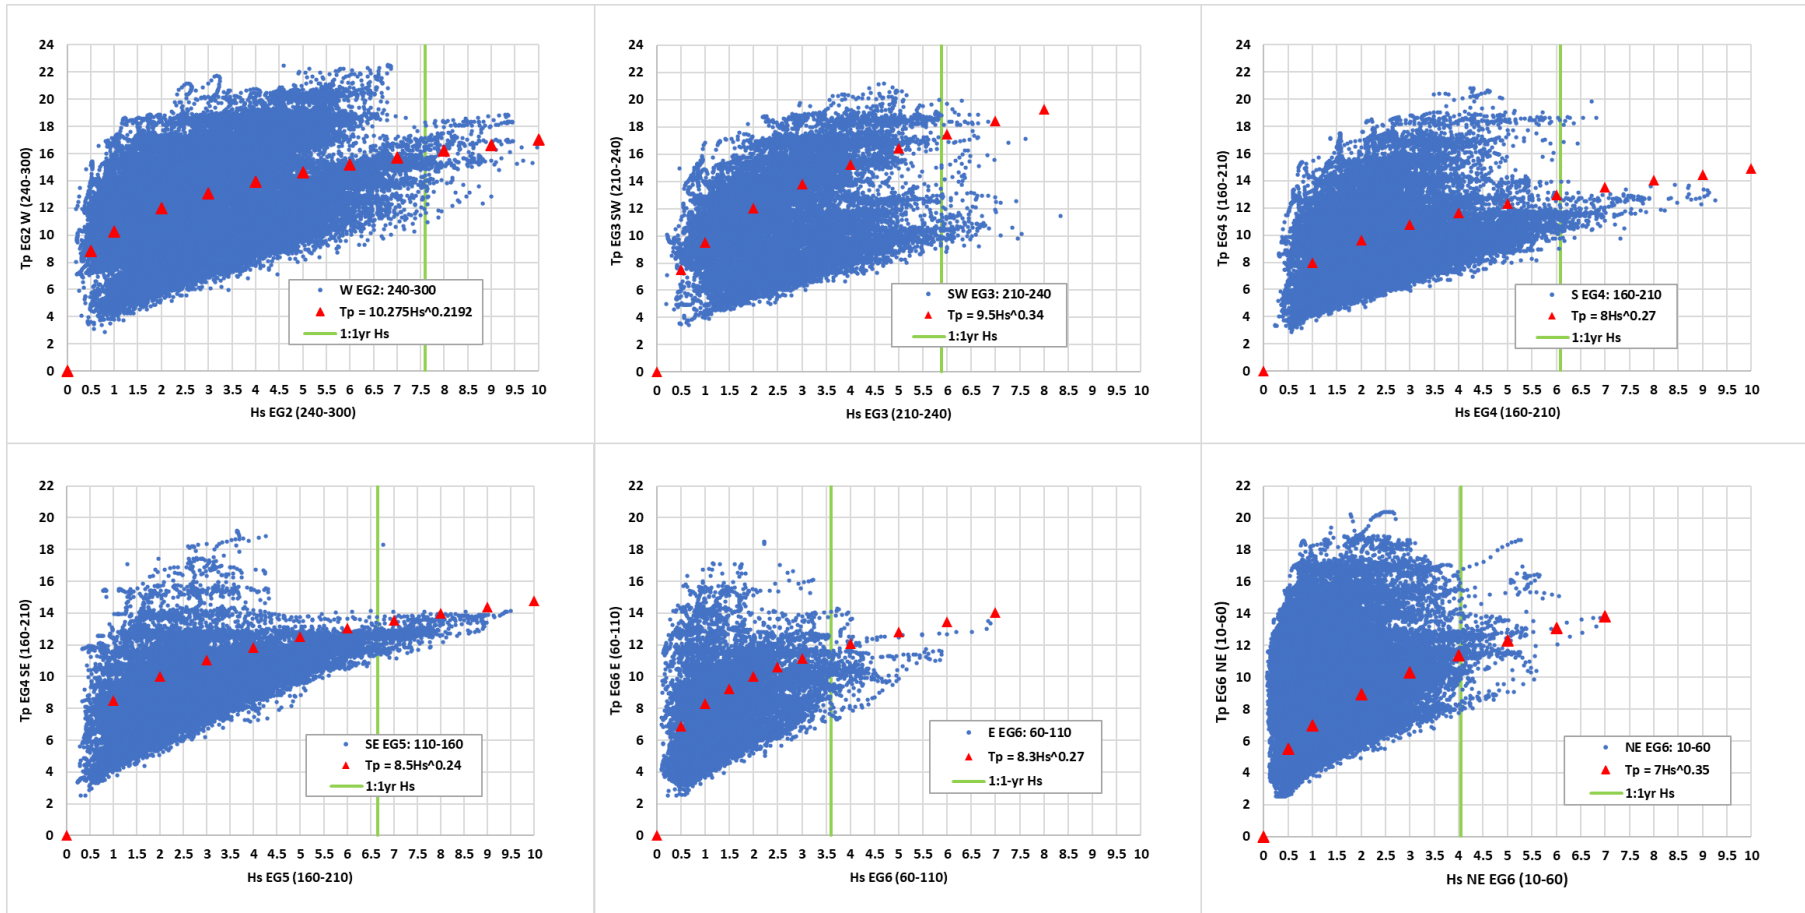 24
22
20
18
16
14
12
10
8
6
4
2
0
Tp EG2 W (240-300)
W EG2: 240-300
Tp = 10.275Hs^0.2192
1:1yr Hs
0 0.5 1 1.5 2 2.5 3 3.5 4 4.5 5 5.5 6 6.5 7 7.5 8 8.5 9 9.5 10
Hs EG2 (240-300)
24
22
20
18
16
14
12
10
8
6
4
2
0
Tp EG3 SW (210-240)
SW EG3: 210-240
Tp = 9.5Hs^0.34
1:1yr Hs
0 0.5 1 1.5 2 2.5 3 3.5 4 4.5 5 5.5 6 6.5 7 7.5 8 8.5 9 9.5 10
Hs EG3 (210-240)
24
22
20
18
16
14
12
10
8
6
4
2
0
Tp EG4 S (160-210)
S EG4: 160-210
Tp = 8Hs^0.27
1:1yr Hs
0 0.5 1 1.5 2 2.5 3 3.5 4 4.5 5 5.5 6 6.5 7 7.5 8 8.5 9 9.5 10
Hs EG4 (160-210)
22
20
18
16
14
12
10
8
6
4
2
0
Tp EG4 SE (160-210)
SE EG5: 110-160
Tp = 8.5Hs^0.24
1:1yr Hs
0 0.5 1 1.5 2 2.5 3 3.5 4 4.5 5 5.5 6 6.5 7 7.5 8 8.5 9 9.5 10
Hs EG5 (160-210)
22
20
18
16
14
12
10
8
6
4
2
0
Tp EG6 E (60-110)
E EG6: 60-110
Tp = 8.3Hs^0.27
1:1-yr Hs
0 0.5 1 1.5 2 2.5 3 3.5 4 4.5 5 5.5 6 6.5 7 7.5 8 8.5 9 9.5 10
Hs EG6 (60-110)
22
20
18
16
14
12
10
8
6
4
2
0
Tp EG6 NE (10-60)
NE EG6: 10-60
Tp = 7Hs^0.35
1:1yr Hs
0 0.5 1 1.5 2 2.5 3 3.5 4 4.5 5 5.5 6 6.5 7 7.5 8 8.5 9 9.5 10
Hs NE EG6 (10-60)